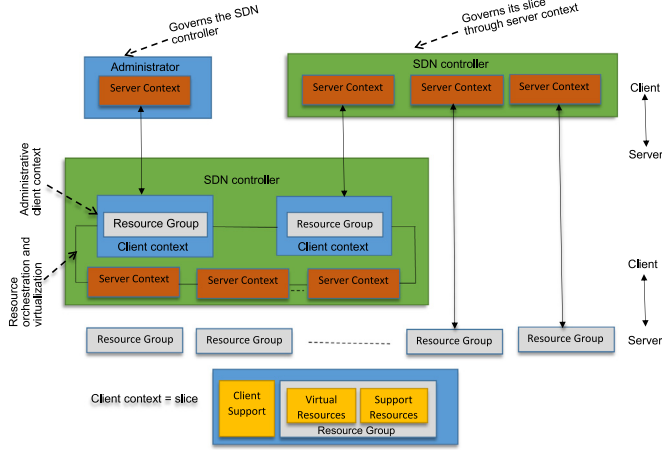 Governs the SDN
controller
Governs its slice
through server context
Administrator
Server Context
SDN controller
Server Context
Server Context
Server Context
Client
Server
Administrative
client context
SDN controller
Resource Group
Client context
Resource Group
Client context
Resource
orchestration and
virtualization
Server Context
Server Context
Server Context
Client
Server
Resource Group
Resource Group
Resource Group
Resource Group
Client context = slice
Client
Support
Virtual
Resources
Support
Resources
Resource Group